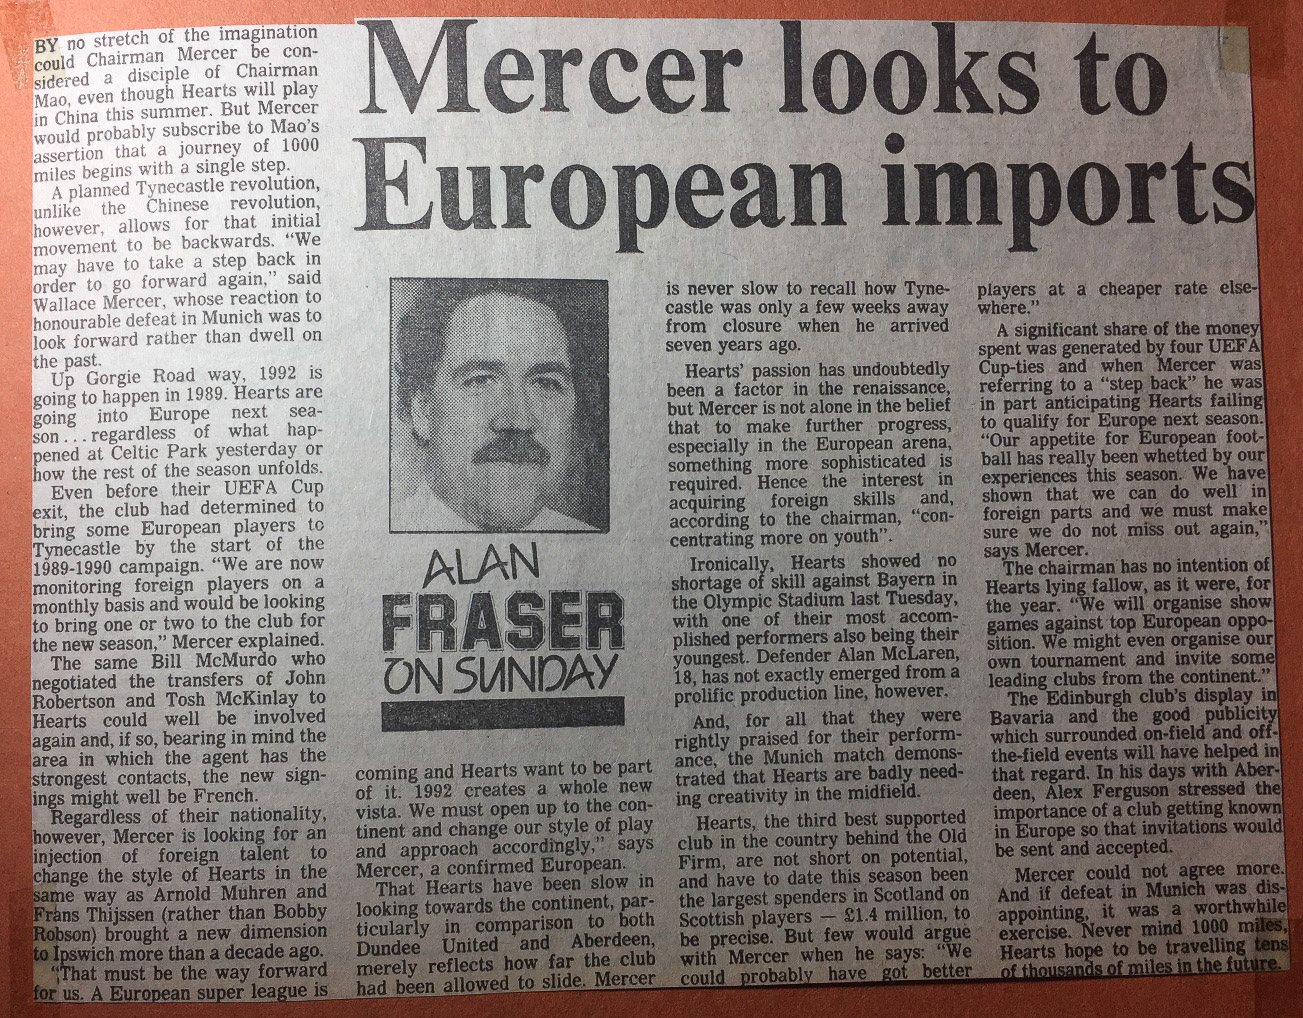 Mercer looks to
European imports
BY no stretch of the imagination
could Chairman Mercer be con-
sidered a disciple of Chairman
Mao, even though Hearts will play
in China this summer. But Mercer
would probably subscribe to Mao's
assertion that a journey of 1000
miles begins with a single step.
A planned Tynecastle revolution,
unlike the Chinese revolution,
however, allows for that initial
movement to be backwards. "We
may have to take a step back in
order to go forward again," said
Wallace Mercer, whose reaction to
honourable defeat in Munich was to
look forward rather than dwell on
the past.
Up Gorgie Road way, 1992 is
going to happen in 1989. Hearts are
going into Europe next sea-
son . . . regardless of what hap-
pened at Celtic Park yesterday or
how the rest of the season unfolds.
Even before their UEFA Cup
exit, the club had determined to
bring some European players to
Tynecastle by the start of the
1989-1990 campaign. "We are now
monitoring foreign players on a
monthly basis and would be looking
to bring one or two to the club for
the new season," Mercer explained.
The same Bill McMurdo who
negotiated the transfers of John
Robertson and Tosh McKinlay to
Hearts could well be involved
again and, if so, bearing in mind the
area in which the agent has the
strongest contacts, the new sign-
ings might well be French.
Regardless of their nationality,
however, Mercer is looking for an
injection of foreign talent to
change the style of Hearts in the
same way as Arnold Muhren and
Frans Thijssen (rather than Bobby
Robson) brought a new dimension
to Ipswich more than a decade ago.
"That must be the way forward
for us. A European super league is
ALAN
FRASER
ON SUNDAY
coming and Hearts want to be part
of it. 1992 creates a whole new
vista. We must open up to the con-
tinent and change our style of play
and approach accordingly," says
Mercer, a confirmed European.
That Hearts have been slow in
looking towards the continent, par-
ticularly in comparison to both
Dundee United and Aberdeen,
merely reflects how far the club
had been allowed to slide. Mercer
is never slow to recall how Tyne-
castle was only a few weeks away
from closure when he arrived
seven years ago.
Hearts' passion has undoubtedly
been a factor in the renaissance,
but Mercer is not alone in the belief
that to make further progress,
especially in the European arena,
something more sophisticated is
required. Hence the interest in
acquiring foreign skills and,
according to the chairman, "con-
centrating more on youth".
Ironically, Hearts showed no
shortage of skill against Bayern in
the Olympic Stadium last Tuesday,
with one of their most accom-
plished performers also being their
youngest. Defender Alan McLaren,
18, has not exactly emerged from a
prolific production line, however.
And, for all that they were
rightly praised for their perform-
ance, the Munich match demons-
trated that Hearts are badly need-
ing creativity in the midfield.
Hearts, the third best supported
club in the country behind the Old
Firm, are not short on potential,
and have to date this season been
the largest spenders in Scotland on
Scottish players — £1.4 million, to
be precise. But few would argue
with Mercer when he says: "We
could probably have got better
players at a cheaper rate else-
where."
A significant share of the money
spent was generated by four UEFA
Cup-ties and when Mercer was
referring to a "step back" he was
in part anticipating Hearts failing
to qualify for Europe next season.
"Our appetite for European foot-
ball has really been whetted by our
experiences this season. We have
shown that we can do well in
foreign parts and we must make
sure we do not miss out again,"
says Mercer.
The chairman has no intention of
Hearts lying fallow, as it were, for
the year. "We will organise show
games against top European oppo-
sition. We might even organise our
own tournament and invite some
leading clubs from the continent."
The Edinburgh club's display in
Bavaria and the good publicity
which surrounded on-field and off-
the-field events will have helped in
that regard. In his days with Aber-
deen, Alex Ferguson stressed the
importance of a club getting known
in Europe so that invitations would
be sent and accepted.
Mercer could not agree more.
And if defeat in Munich was dis-
appointing, it was a worthwhile
exercise. Never mind 1000 miles,
Hearts hope to be travelling tens
of thousands of miles in the future.